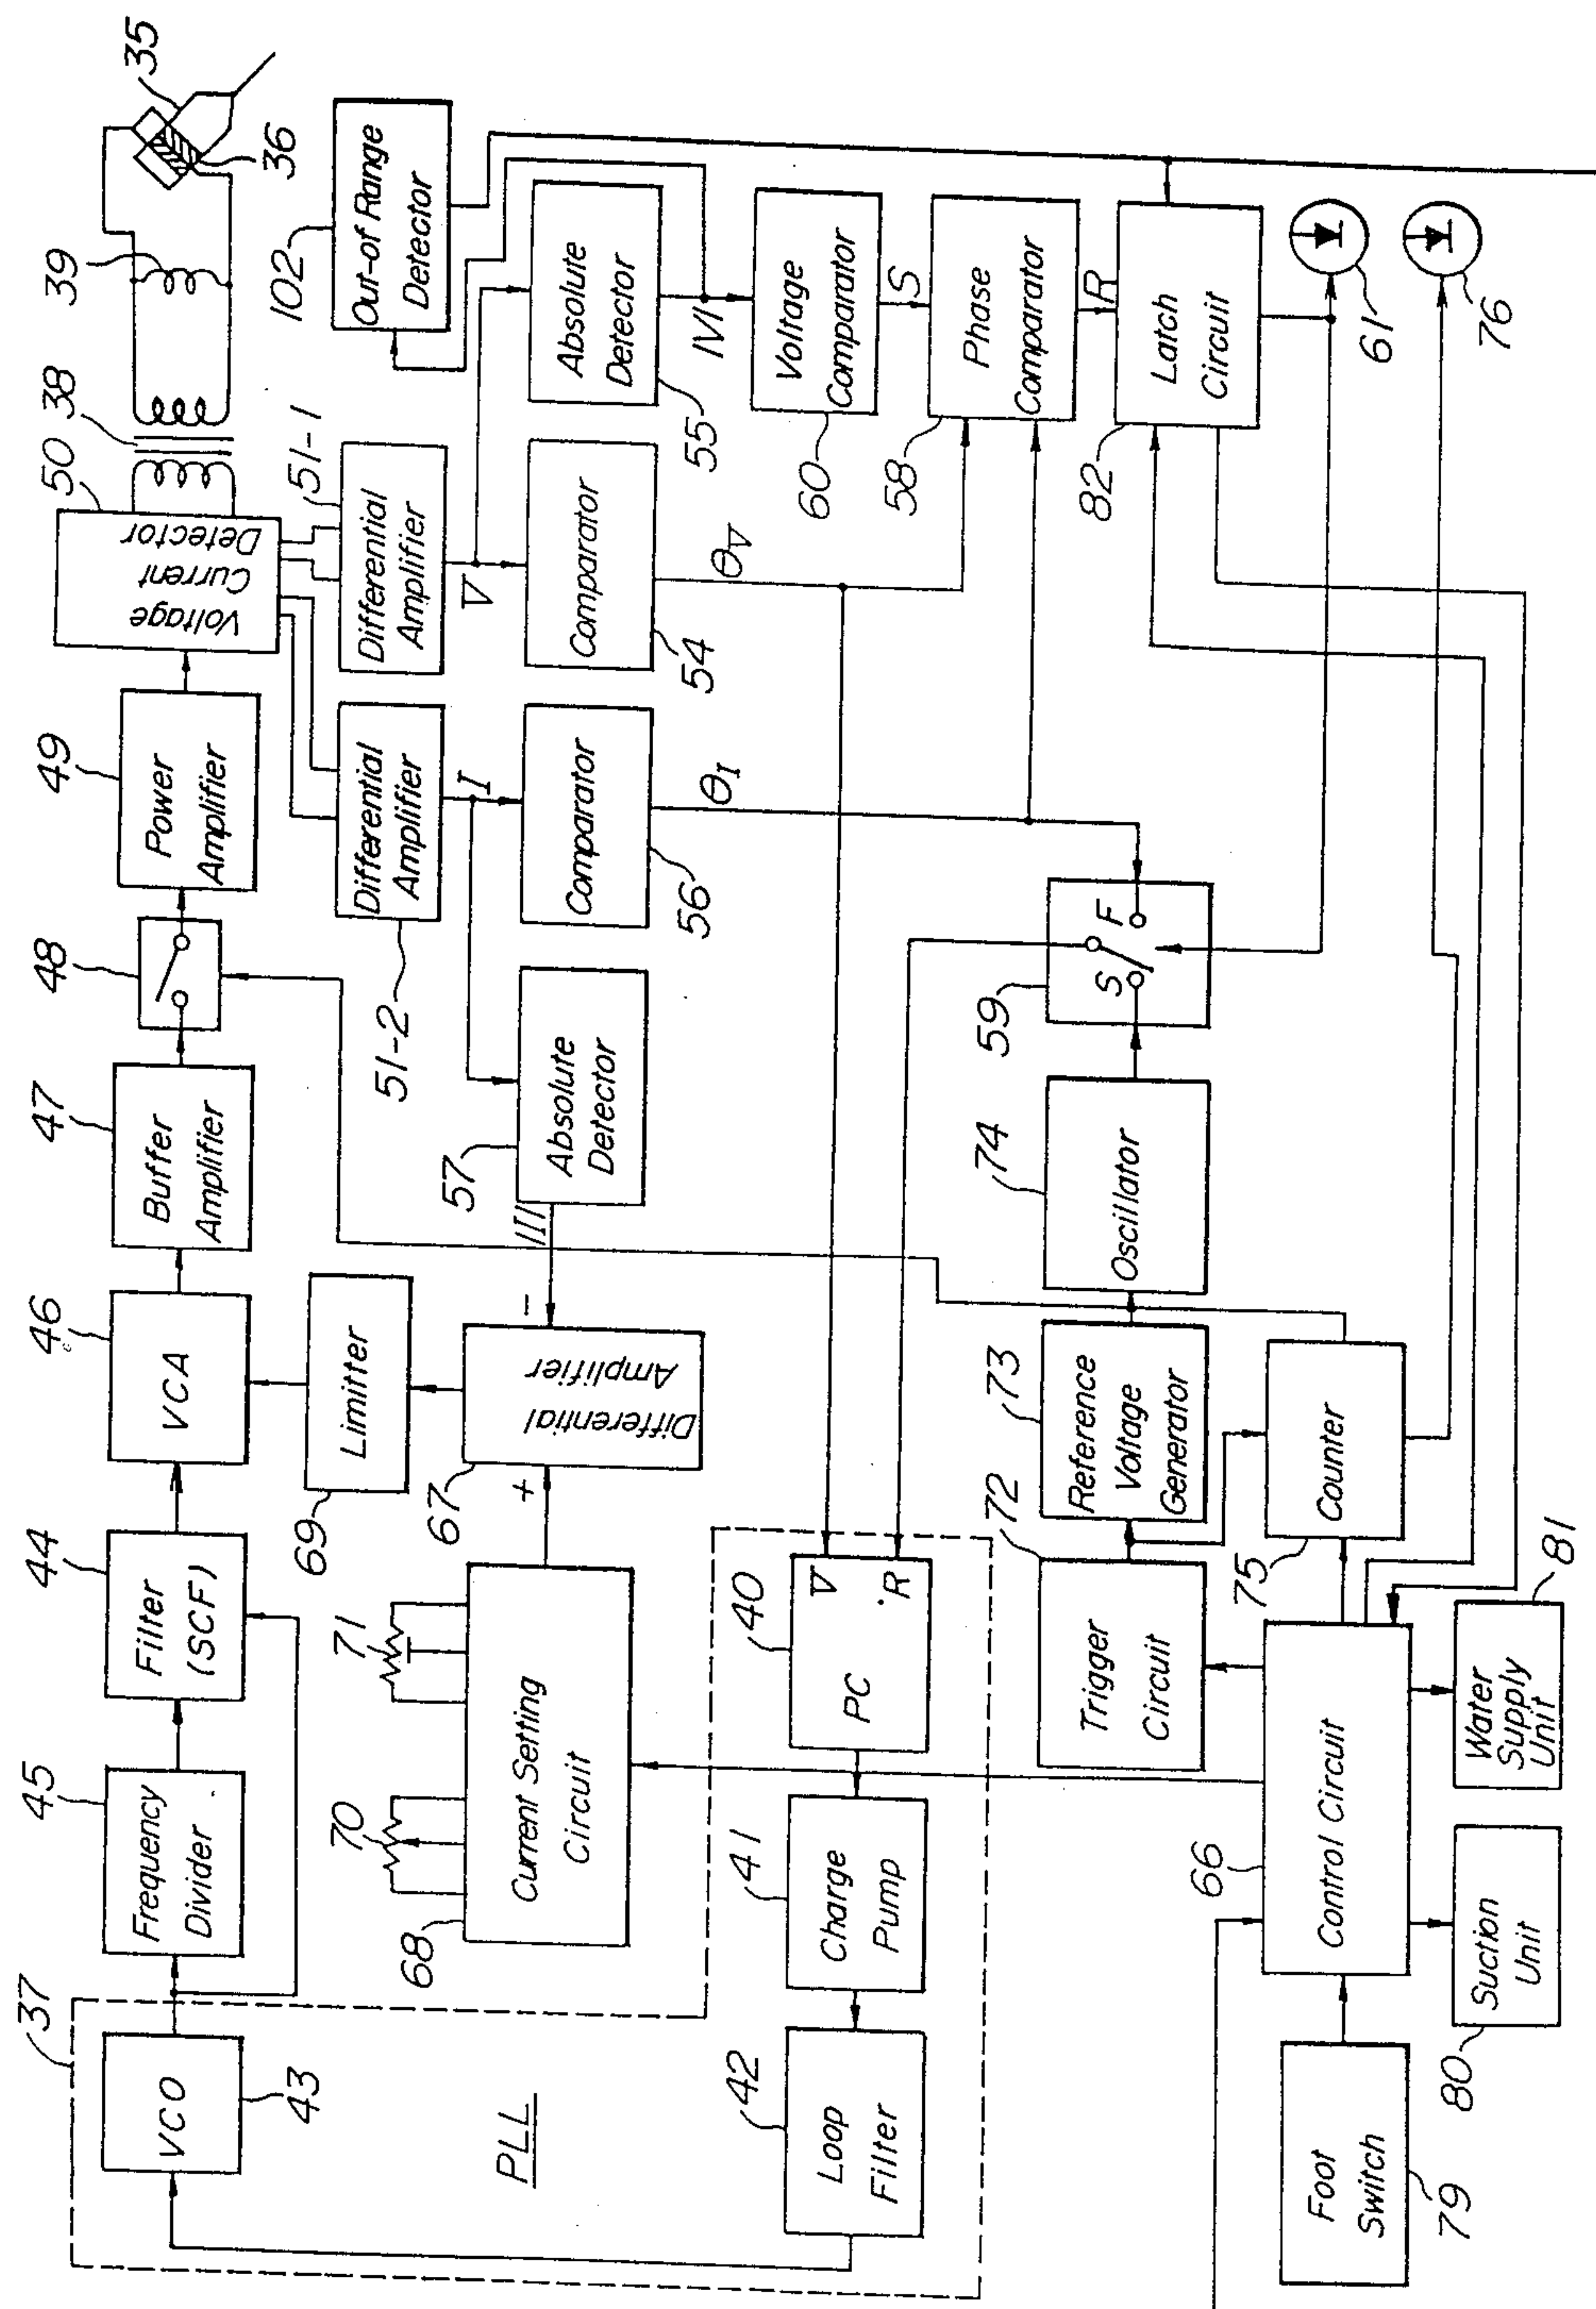 37
VCO
43
45
Frequency
Divider
44
Filter
(SCF)
46
VCA
47
Buffer
Amplifier
48
49
Power
Amplifier
50
Voltage
Current
Detector
38
39
35
36
PLL
70
71
68
Current Setting
Circuit
69
Limitter
67
+
-
Differential
Amplifier
57
Absolute
Detector
|I|
51-2
Differential
Amplifier
I
51-1
Differential
Amplifier
V
56
Comparator
θI
54
Comparator
θV
55
Absolute
Detector
|V|
102
Out-of Range
Detector
42
Loop
Filter
41
Charge
Pump
40
PC
V
R
60
Voltage
Comparator
S
58
Phase
Comparator
R
72
Trigger
Circuit
73
Reference
Voltage
Generator
74
Oscillator
59
S
F
82
Latch
Circuit
75
Counter
61
76
79
Foot
Switch
66
Control Circuit
80
Suction
Unit
81
Water
Supply
Unit